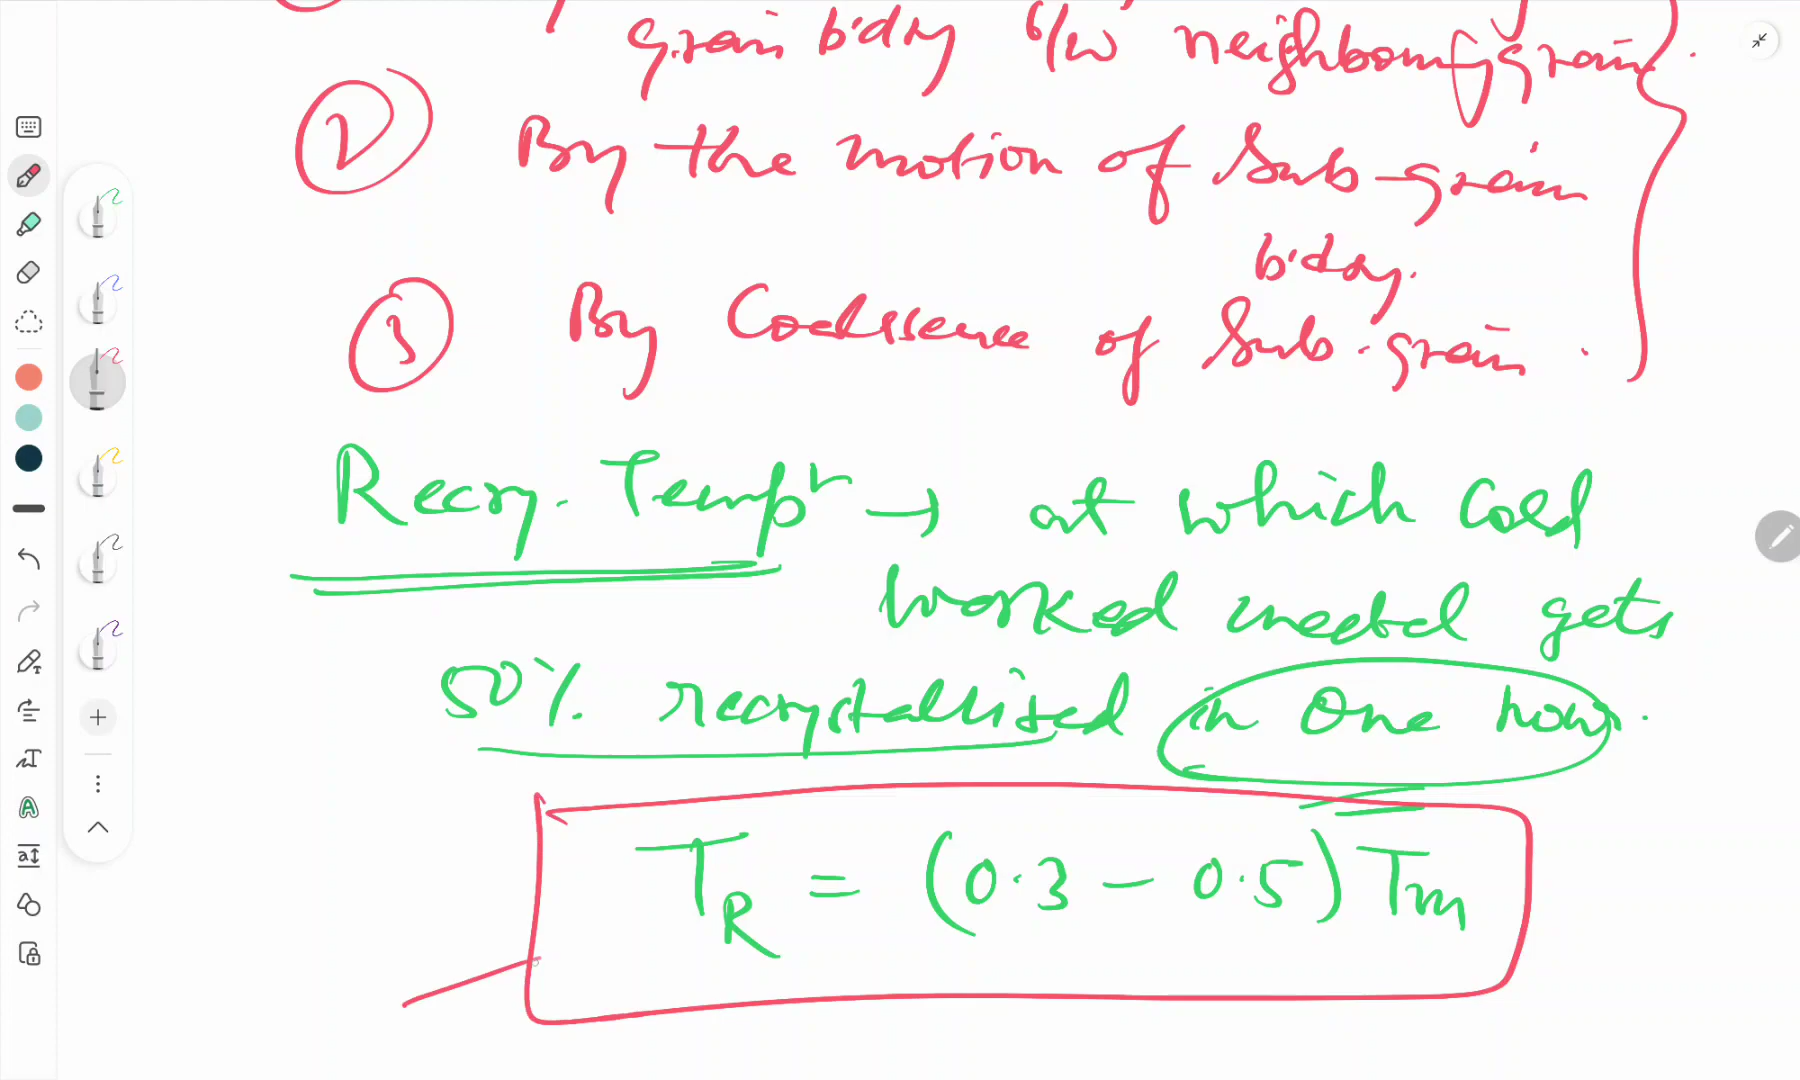 grain b'dry b/w neighbouring grain.
2 By the motion of Sub-grain
b'dry.
3 By Coalescence of Sub-grain.
Recry. Tempr → at which Cold
worked metal gets
50% recrystallised in One hour.
TR = (0.3 - 0.5) Tm